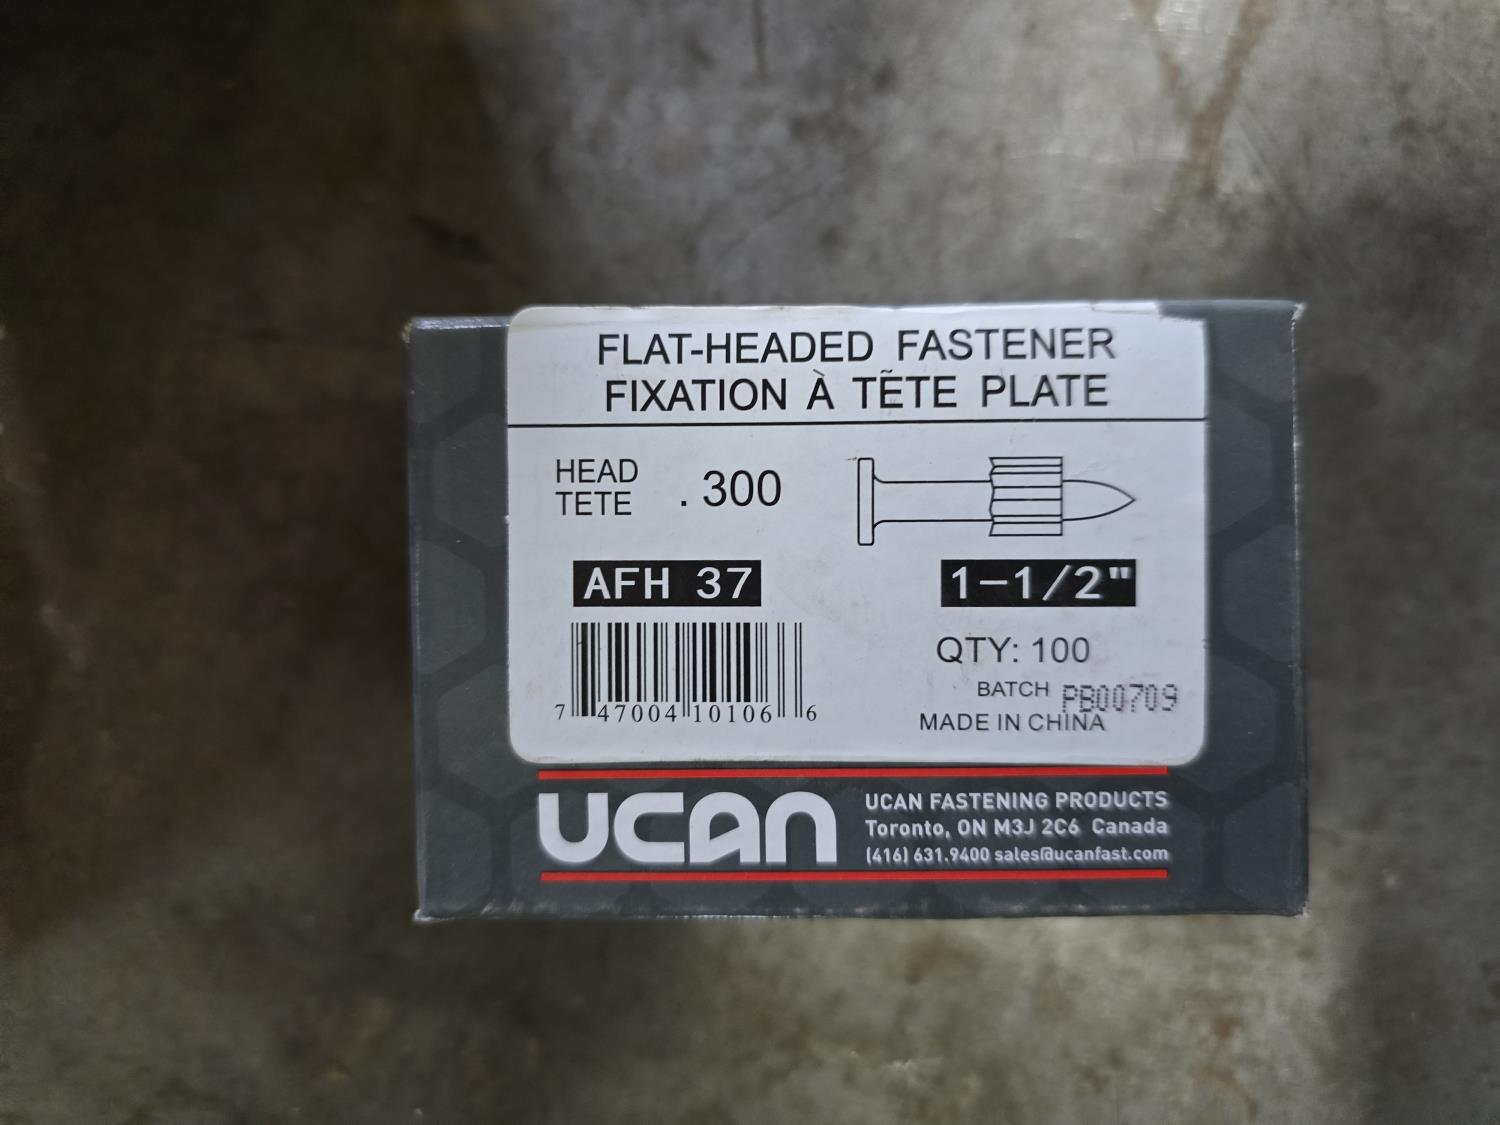 FLAT-HEADED FASTENER
FIXATION À TẼTE PLATE
HEAD
TETE
.300
AFH 37
1-1/2"
7 47004 10106 6
QTY: 100
BATCH PB00709
MADE IN CHINA
UCAN
UCAN FASTENING PRODUCTS
Toronto, ON M3J 2C6 Canada
(416) 631.9400 sales@ucanfast.com